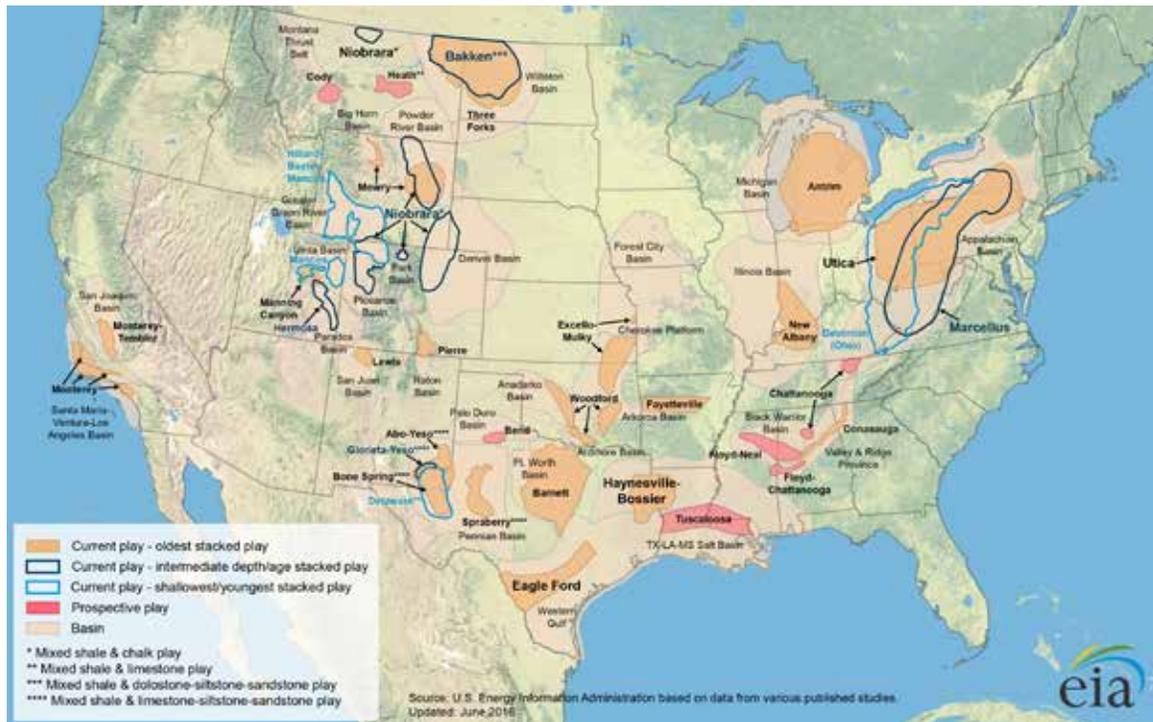 Montana
Thrust
Belt
Niobrara*
Bakken***
Cody
Heath**
Williston
Basin
Big Horn
Basin
Powder
River Basin
Three
Forks
Hilliard-
Baxter-
Mancos
Mowry
Michigan
Basin
Antrim
Greater
Green River
Basin
Niobrara*
Uinta Basin
Mancos
Park
Basin
Denver Basin
Forest City
Basin
Illinois Basin
Utica
Appalachian
Basin
Manning
Canyon
Hermosa
Piceance
Basin
San Joaquin
Basin
Monterey-
Temblor
Paradox
Basin
Excello-
Mulky
Cherokee Platform
New
Albany
Devonian
(Ohio)
Marcellus
Lewis
Pierre
Monterey
San Juan
Basin
Raton
Basin
Anadarko
Basin
Woodford
Fayetteville
Chattanooga
Santa Maria-
Ventura-Los
Angeles Basin
Palo Duro
Basin
Arkoma Basin
Black Warrior
Basin
Conasauga
Abo-Yeso****
Bend
Ardmore Basin
Floyd-Neal
Valley & Ridge
Province
Glorieta-Yeso****
Ft. Worth
Basin
Floyd-
Chattanooga
Bone Spring****
Barnett
Haynesville-
Bossier
Delaware**
Spraberry****
Permian Basin
Tuscaloosa
TX-LA-MS Salt Basin
Eagle Ford
Western
Gulf
Current play - oldest stacked play
Current play - intermediate depth/age stacked play
Current play - shallowest/youngest stacked play
Prospective play
Basin
* Mixed shale & chalk play
** Mixed shale & limestone play
*** Mixed shale & dolostone-siltstone-sandstone play
**** Mixed shale & limestone-siltstone-sandstone play
Source: U.S. Energy Information Administration based on data from various published studies.
Updated: June 2016
eia